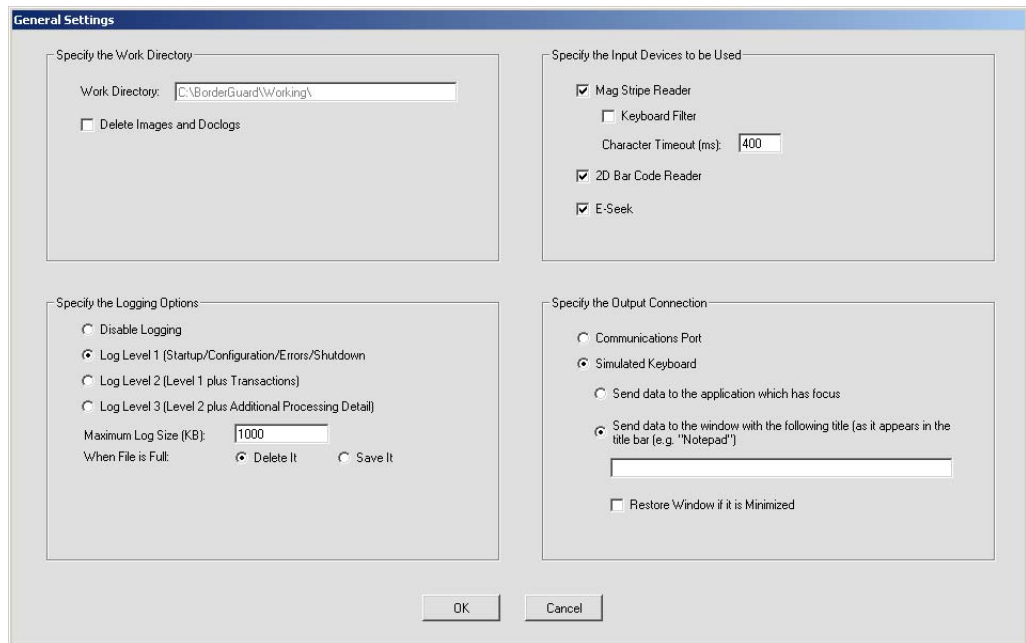 General Settings
Specify the Work Directory
Work Directory: C:\BorderGuard\Working\
Delete Images and Doclogs
Specify the Input Devices to be Used
Mag Stripe Reader
Keyboard Filter
Character Timeout (ms): 400
2D Bar Code Reader
E-Seek
Specify the Logging Options
Disable Logging
Log Level 1 (Startup/Configuration/Errors/Shutdown
Log Level 2 (Level 1 plus Transactions)
Log Level 3 (Level 2 plus Additional Processing Detail)
Maximum Log Size (KB): 1000
When File is Full: Delete It Save It
Specify the Output Connection
Communications Port
Simulated Keyboard
Send data to the application which has focus
Send data to the window with the following title (as it appears in the
title bar (e.g. "Notepad")
Restore Window if it is Minimized
OK Cancel